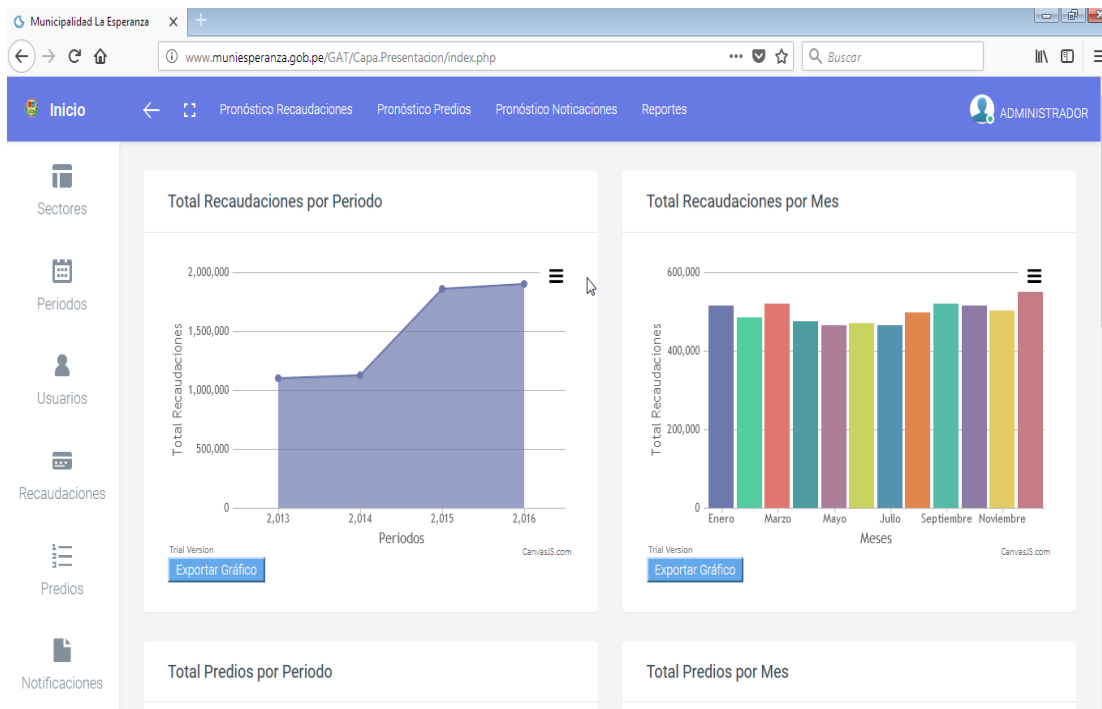 Municipalidad La Esperanza
www.muniesperanza.gob.pe/GAT/Capa.Presentacion/index.php
Buscar
Inicio
Pronóstico Recaudaciones Pronóstico Predios Pronóstico Noticaciones Reportes
ADMINISTRADOR
Sectores
Periodos
Usuarios
Recaudaciones
Predios
Notificaciones
Total Recaudaciones por Periodo
2,000,000
1,500,000
1,000,000
500,000
0
Total Recaudaciones
2,013 2,014 2,015 2,016
Periodos
Trial Version
CanvasJS.com
Exportar Gráfico
Total Recaudaciones por Mes
600,000
400,000
200,000
0
Total Recaudaciones
Enero Marzo Mayo Julio Septiembre Noviembre
Meses
Trial Version
CanvasJS.com
Exportar Gráfico
Total Predios por Periodo
Total Predios por Mes